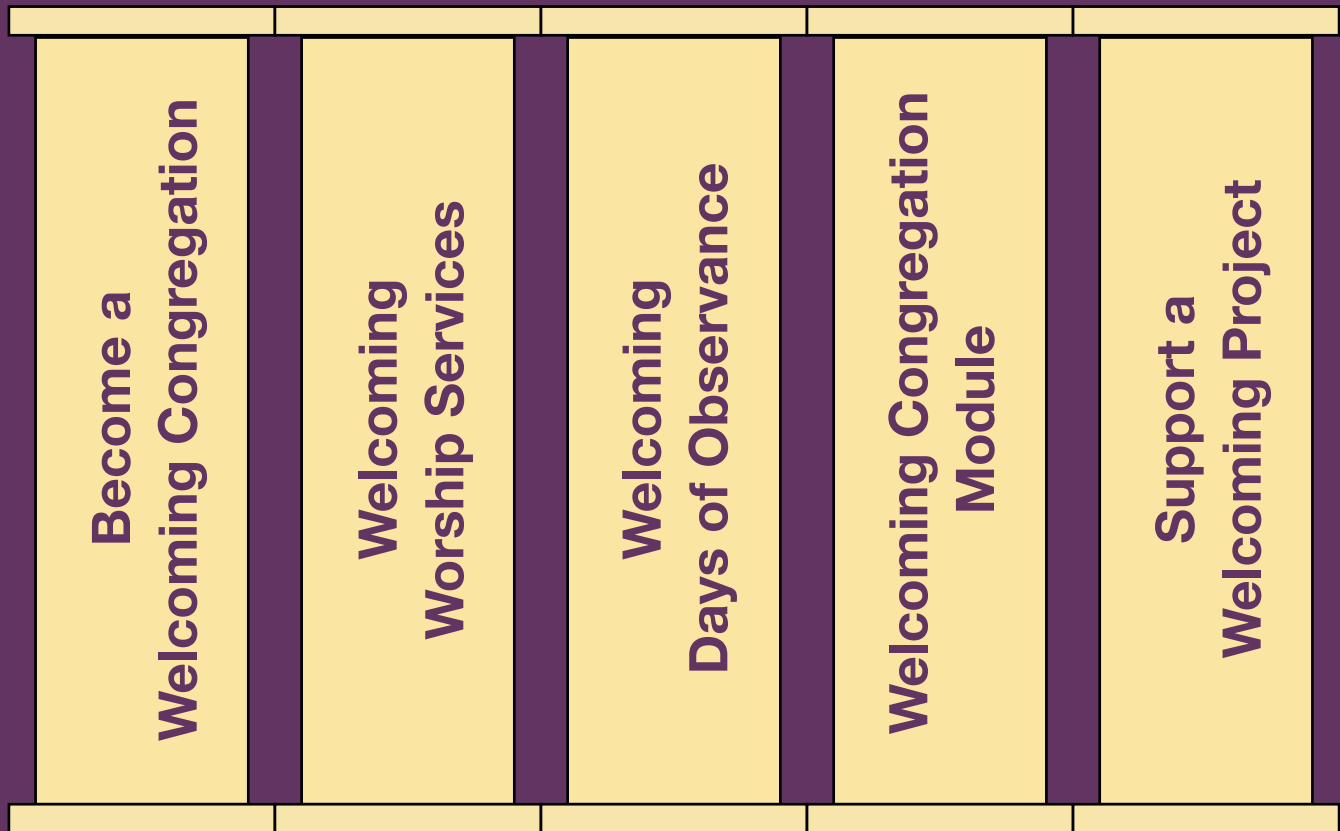 Become a
Welcoming Congregation
Welcoming
Worship Services
Welcoming
Days of Observance
Welcoming Congregation
Module
Support a
Welcoming Project